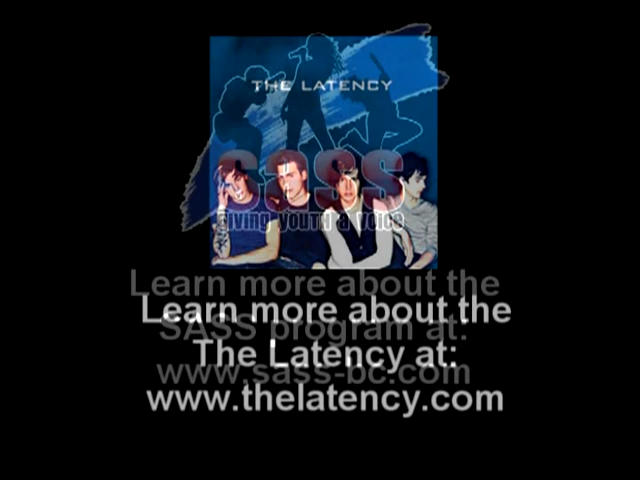 THE LATENCY
sass
giving youth a voice
Learn more about the
SASS program at:
www.sass-bc.com
Learn more about the
The Latency at:
www.thelatency.com